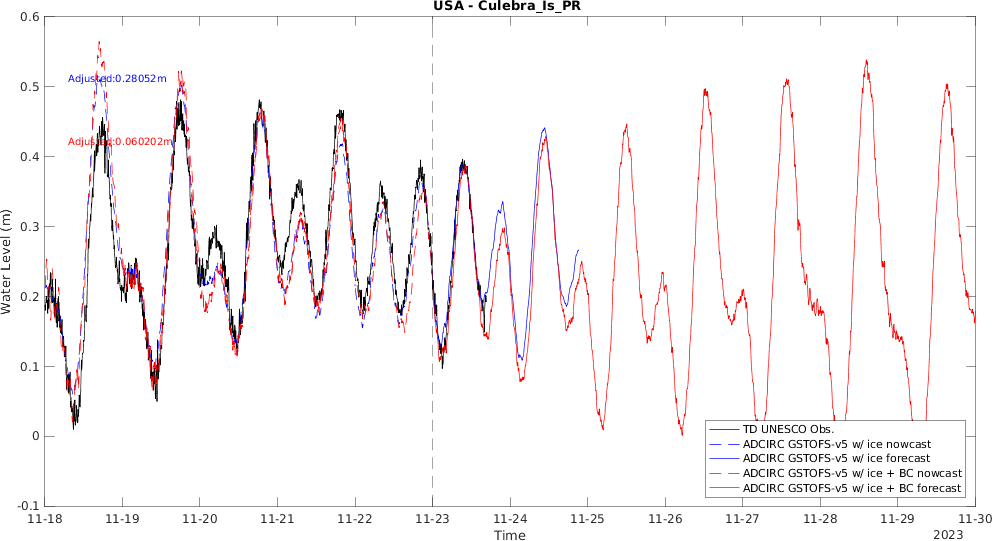 USA - Culebra_Is_PR
0.6
0.5
0.4
0.3
0.2
0.1
0
-0.1
Water Level (m)
Adjusted:0.28052m
Adjusted:0.060202m
TD UNESCO Obs.
ADCIRC GSTOFS-v5 w/ ice nowcast
ADCIRC GSTOFS-v5 w/ ice forecast
ADCIRC GSTOFS-v5 w/ ice + BC nowcast
ADCIRC GSTOFS-v5 w/ ice + BC forecast
11-18 11-19 11-20 11-21 11-22 11-23 11-24 11-25 11-26 11-27 11-28 11-29 11-30
Time
2023